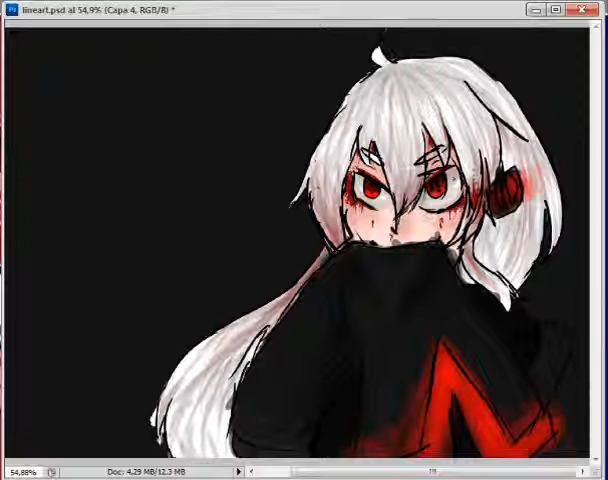 lineart.psd al 54,9% (Capa 4, RGB/8) *
54,88%
Doc: 4,29 MB/12,3 MB